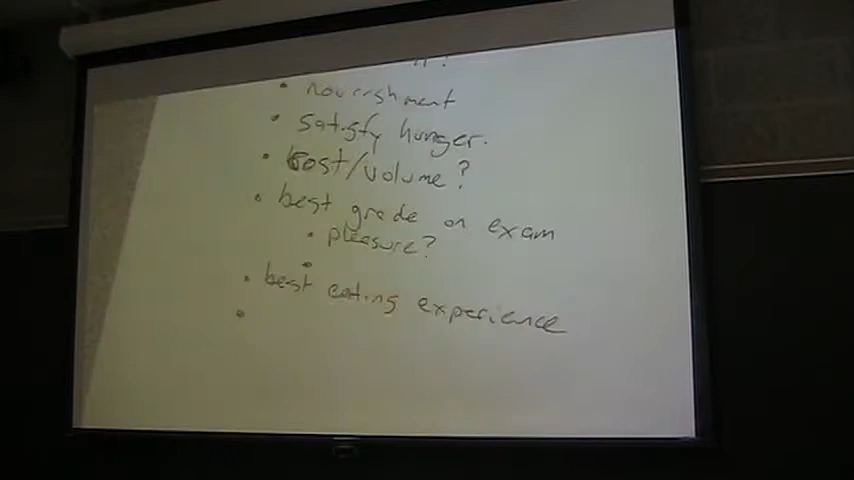 • nourishment
• satisfy hunger.
• cost/volume?
• best grade on exam
• pleasure?
•
• best eating experience
•